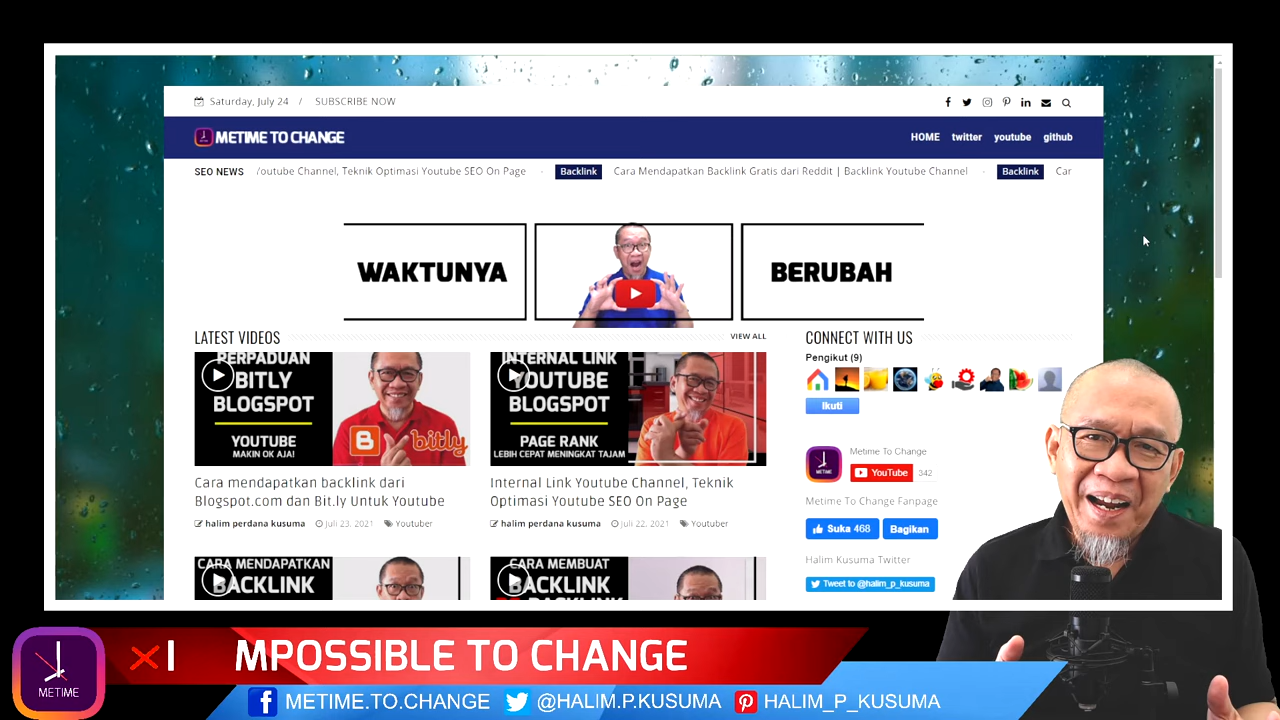 Saturday, July 24 / SUBSCRIBE NOW
METIME TO CHANGE
HOME twitter youtube github
SEO NEWS /outube Channel, Teknik Optimasi Youtube SEO On Page · Backlink Cara Mendapatkan Backlink Gratis dari Reddit | Backlink Youtube Channel · Backlink Car
WAKTUNYA BERUBAH
LATEST VIDEOS VIEW ALL
PERPADUAN
BITLY
BLOGSPOT
YOUTUBE
MAKIN OK AJA!
bitly
Cara mendapatkan backlink dari
Blogspot.com dan Bit.ly Untuk Youtube
halim perdana kusuma Juli 23, 2021 Youtuber
INTERNAL LINK
YOUTUBE
BLOGSPOT
PAGE RANK
LEBIH CEPAT MENINGKAT TAJAM
Internal Link Youtube Channel, Teknik
Optimasi Youtube SEO On Page
halim perdana kusuma Juli 22, 2021 Youtuber
CARA MENDAPATKAN
BACKLINK
CARA MEMBUAT
BACKLINK
CONNECT WITH US
Pengikut (9)
Ikuti
METIME
Metime To Change
YouTube 342
Metime To Change Fanpage
Suka 468 Bagikan
Halim Kusuma Twitter
Tweet to @halim_p_kusuma
METIME
I MPOSSIBLE TO CHANGE
METIME.TO.CHANGE @HALIM.P.KUSUMA HALIM_P_KUSUMA